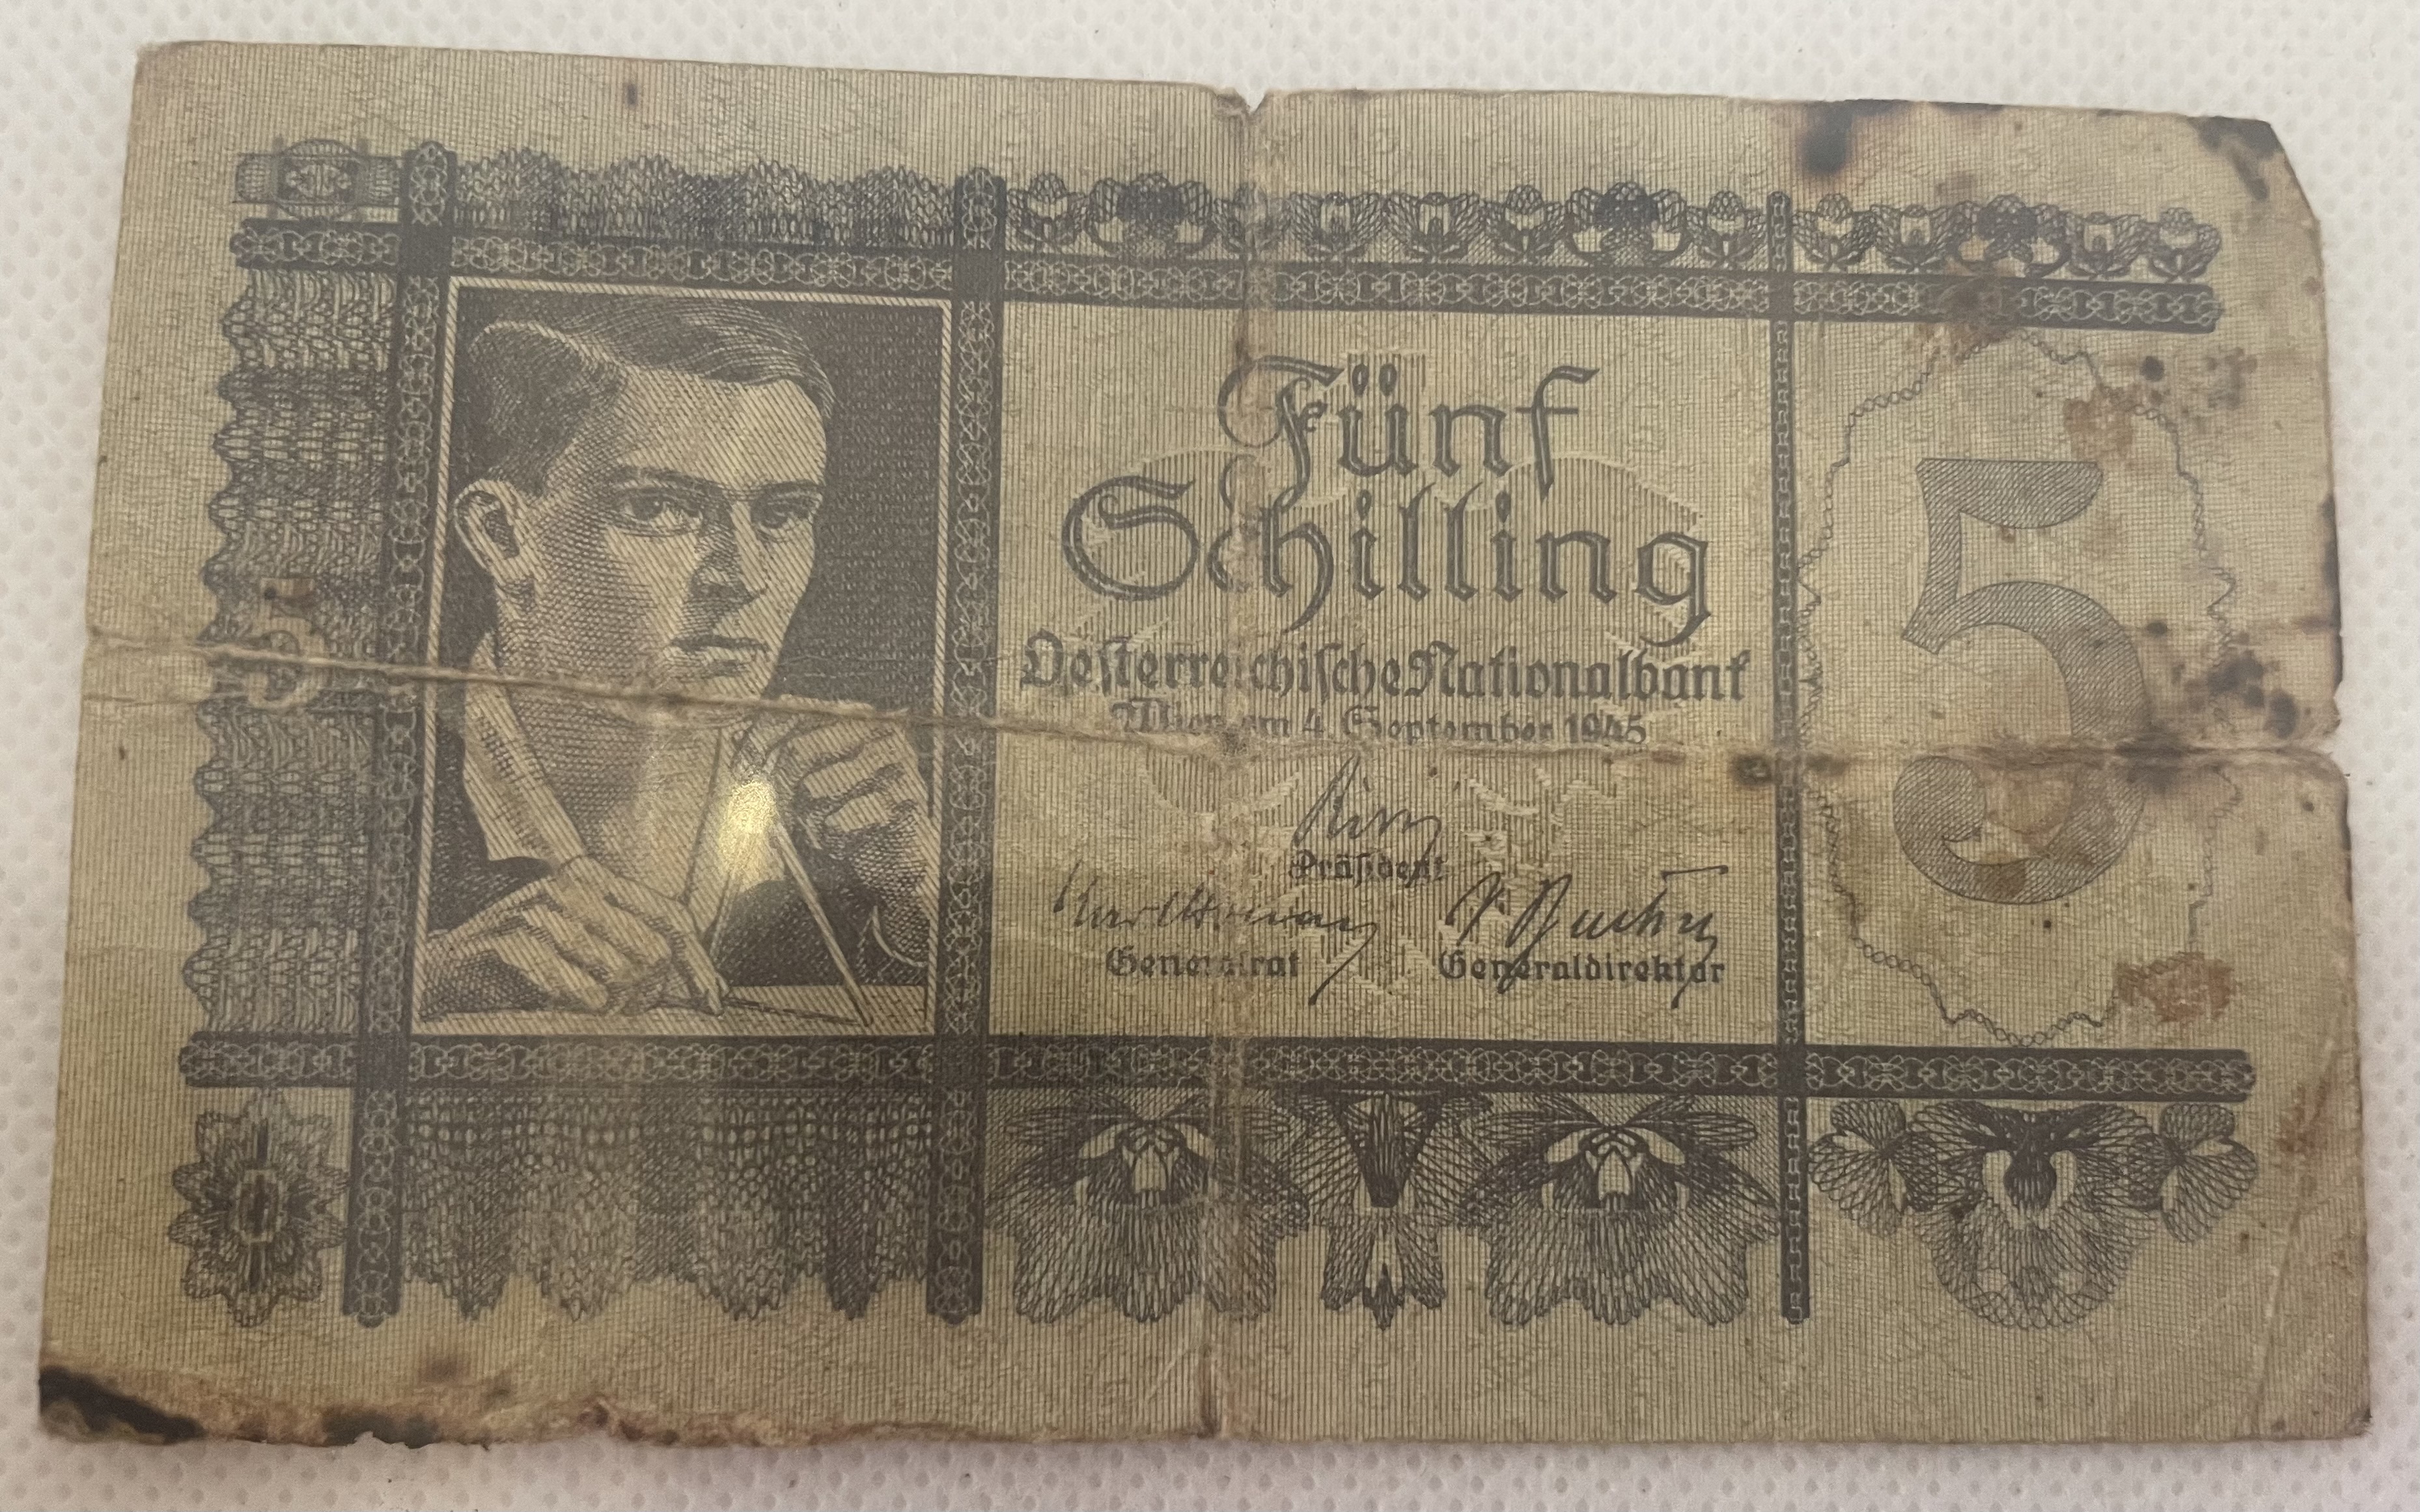 Fünf
Schilling
Oesterreichische Nationalbank
Wien am 4. September 1945
Präsident
Generalrat
Generaldirektor
5